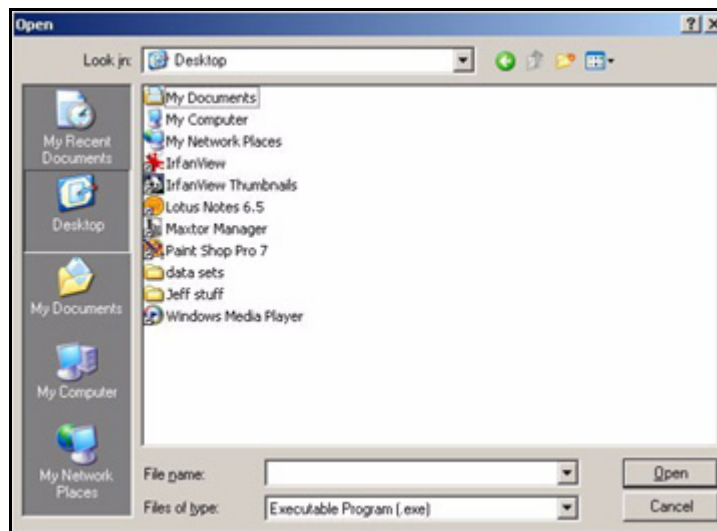 Open
Look in: Desktop
My Recent
Documents
Desktop
My Documents
My Computer
My Network
Places
My Documents
My Computer
My Network Places
IrfanView
IrfanView Thumbnails
Lotus Notes 6.5
Maxtor Manager
Paint Shop Pro 7
data sets
Jeff stuff
Windows Media Player
File name:
Open
Files of type: Executable Program (.exe)
Cancel